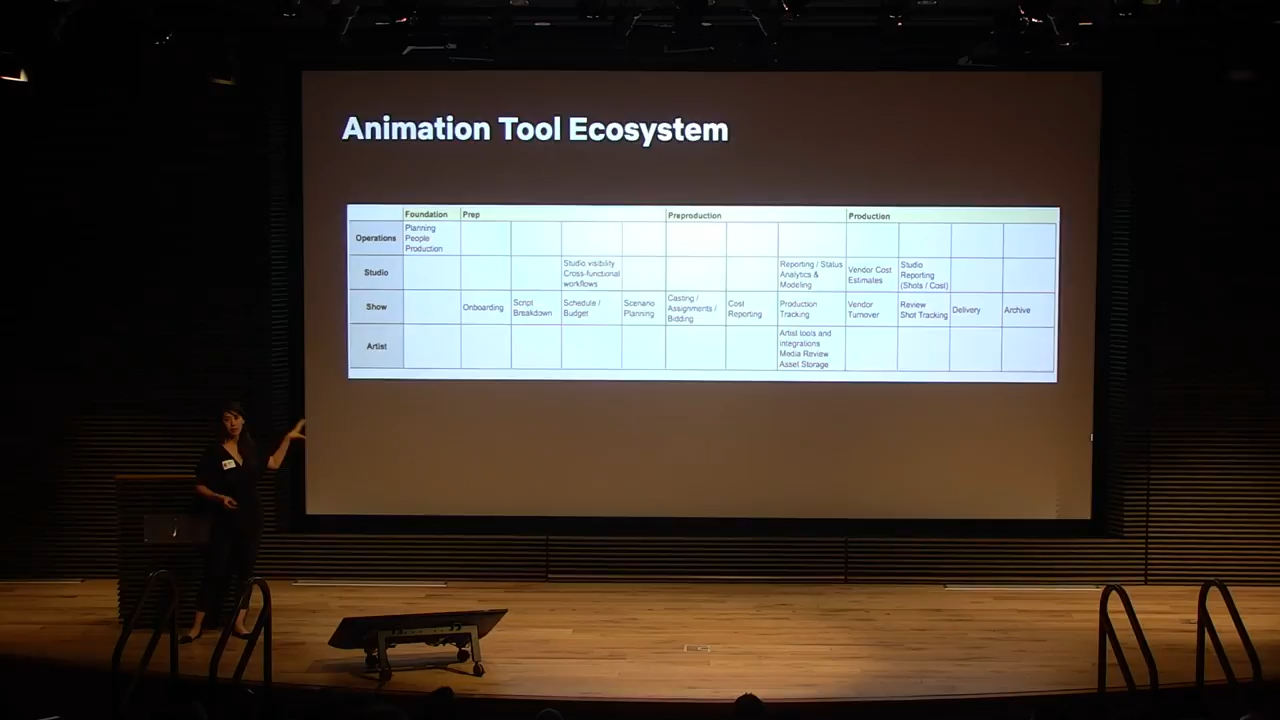 Animation Tool Ecosystem
Foundation Prep Preproduction Production
Operations
Planning
People
Production
Studio
Studio visibility
Cross-functional
workflows
Reporting / Status
Analytics &
Modeling
Vendor Cost
Estimates
Studio
Reporting
(Shots / Cost)
Show
Onboarding
Script
Breakdown
Schedule /
Budget
Scenario
Planning
Casting /
Assignments /
Bidding
Cost
Reporting
Production
Tracking
Vendor
Turnover
Review
Shot Tracking
Delivery
Archive
Artist
Artist tools and
integrations
Media Review
Asset Storage